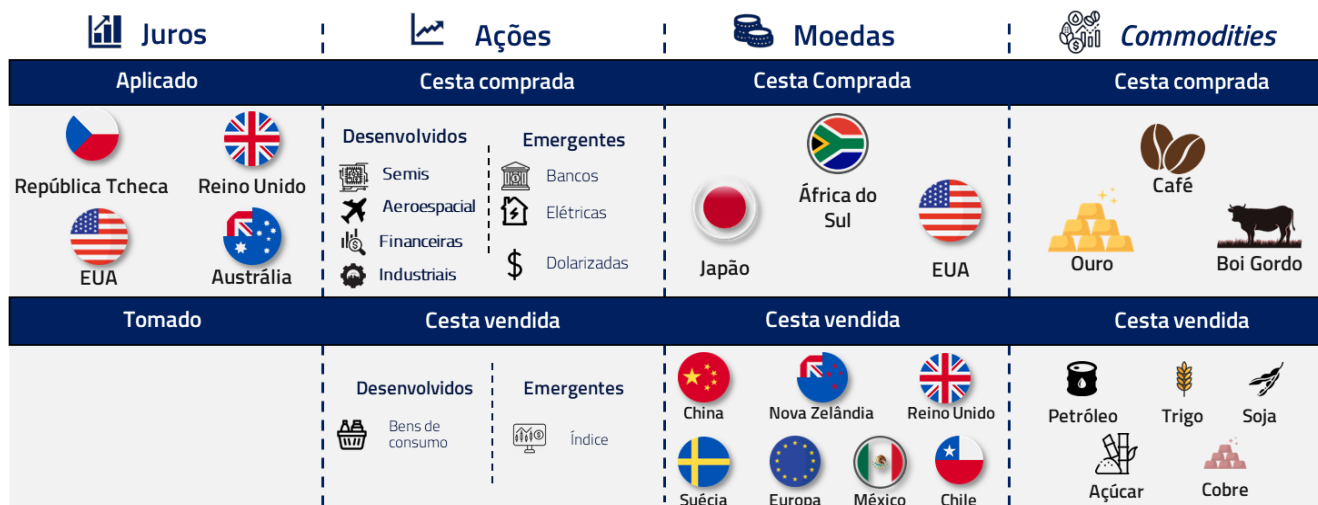 Juros
Ações
Moedas
Commodities
Aplicado
Cesta comprada
Cesta Comprada
Cesta comprada
República Tcheca
Reino Unido
EUA
Austrália
Desenvolvidos
Semis
Aeroespacial
Financeiras
Industriais
Emergentes
Bancos
Elétricas
Dolarizadas
Japão
África do
Sul
EUA
Café
Ouro
Boi Gordo
Tomado
Cesta vendida
Cesta vendida
Cesta vendida
Desenvolvidos
Bens de
consumo
Emergentes
Índice
China
Nova Zelândia
Reino Unido
Suécia
Europa
México
Chile
Petróleo
Trigo
Soja
Açúcar
Cobre